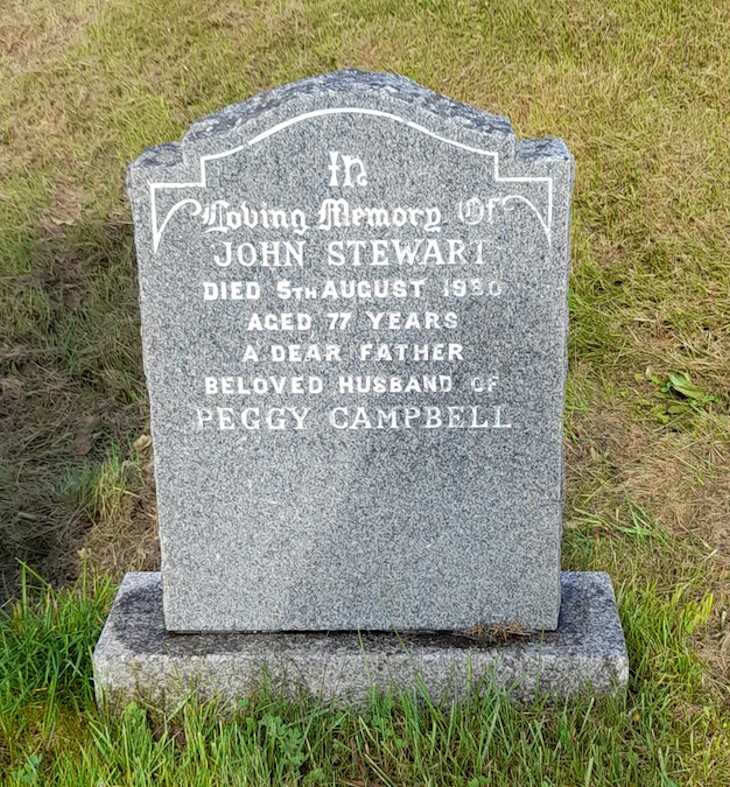 In
Loving Memory Of
JOHN STEWART
DIED 5TH AUGUST 1980
AGED 77 YEARS
A DEAR FATHER
BELOVED HUSBAND OF
PEGGY CAMPBELL